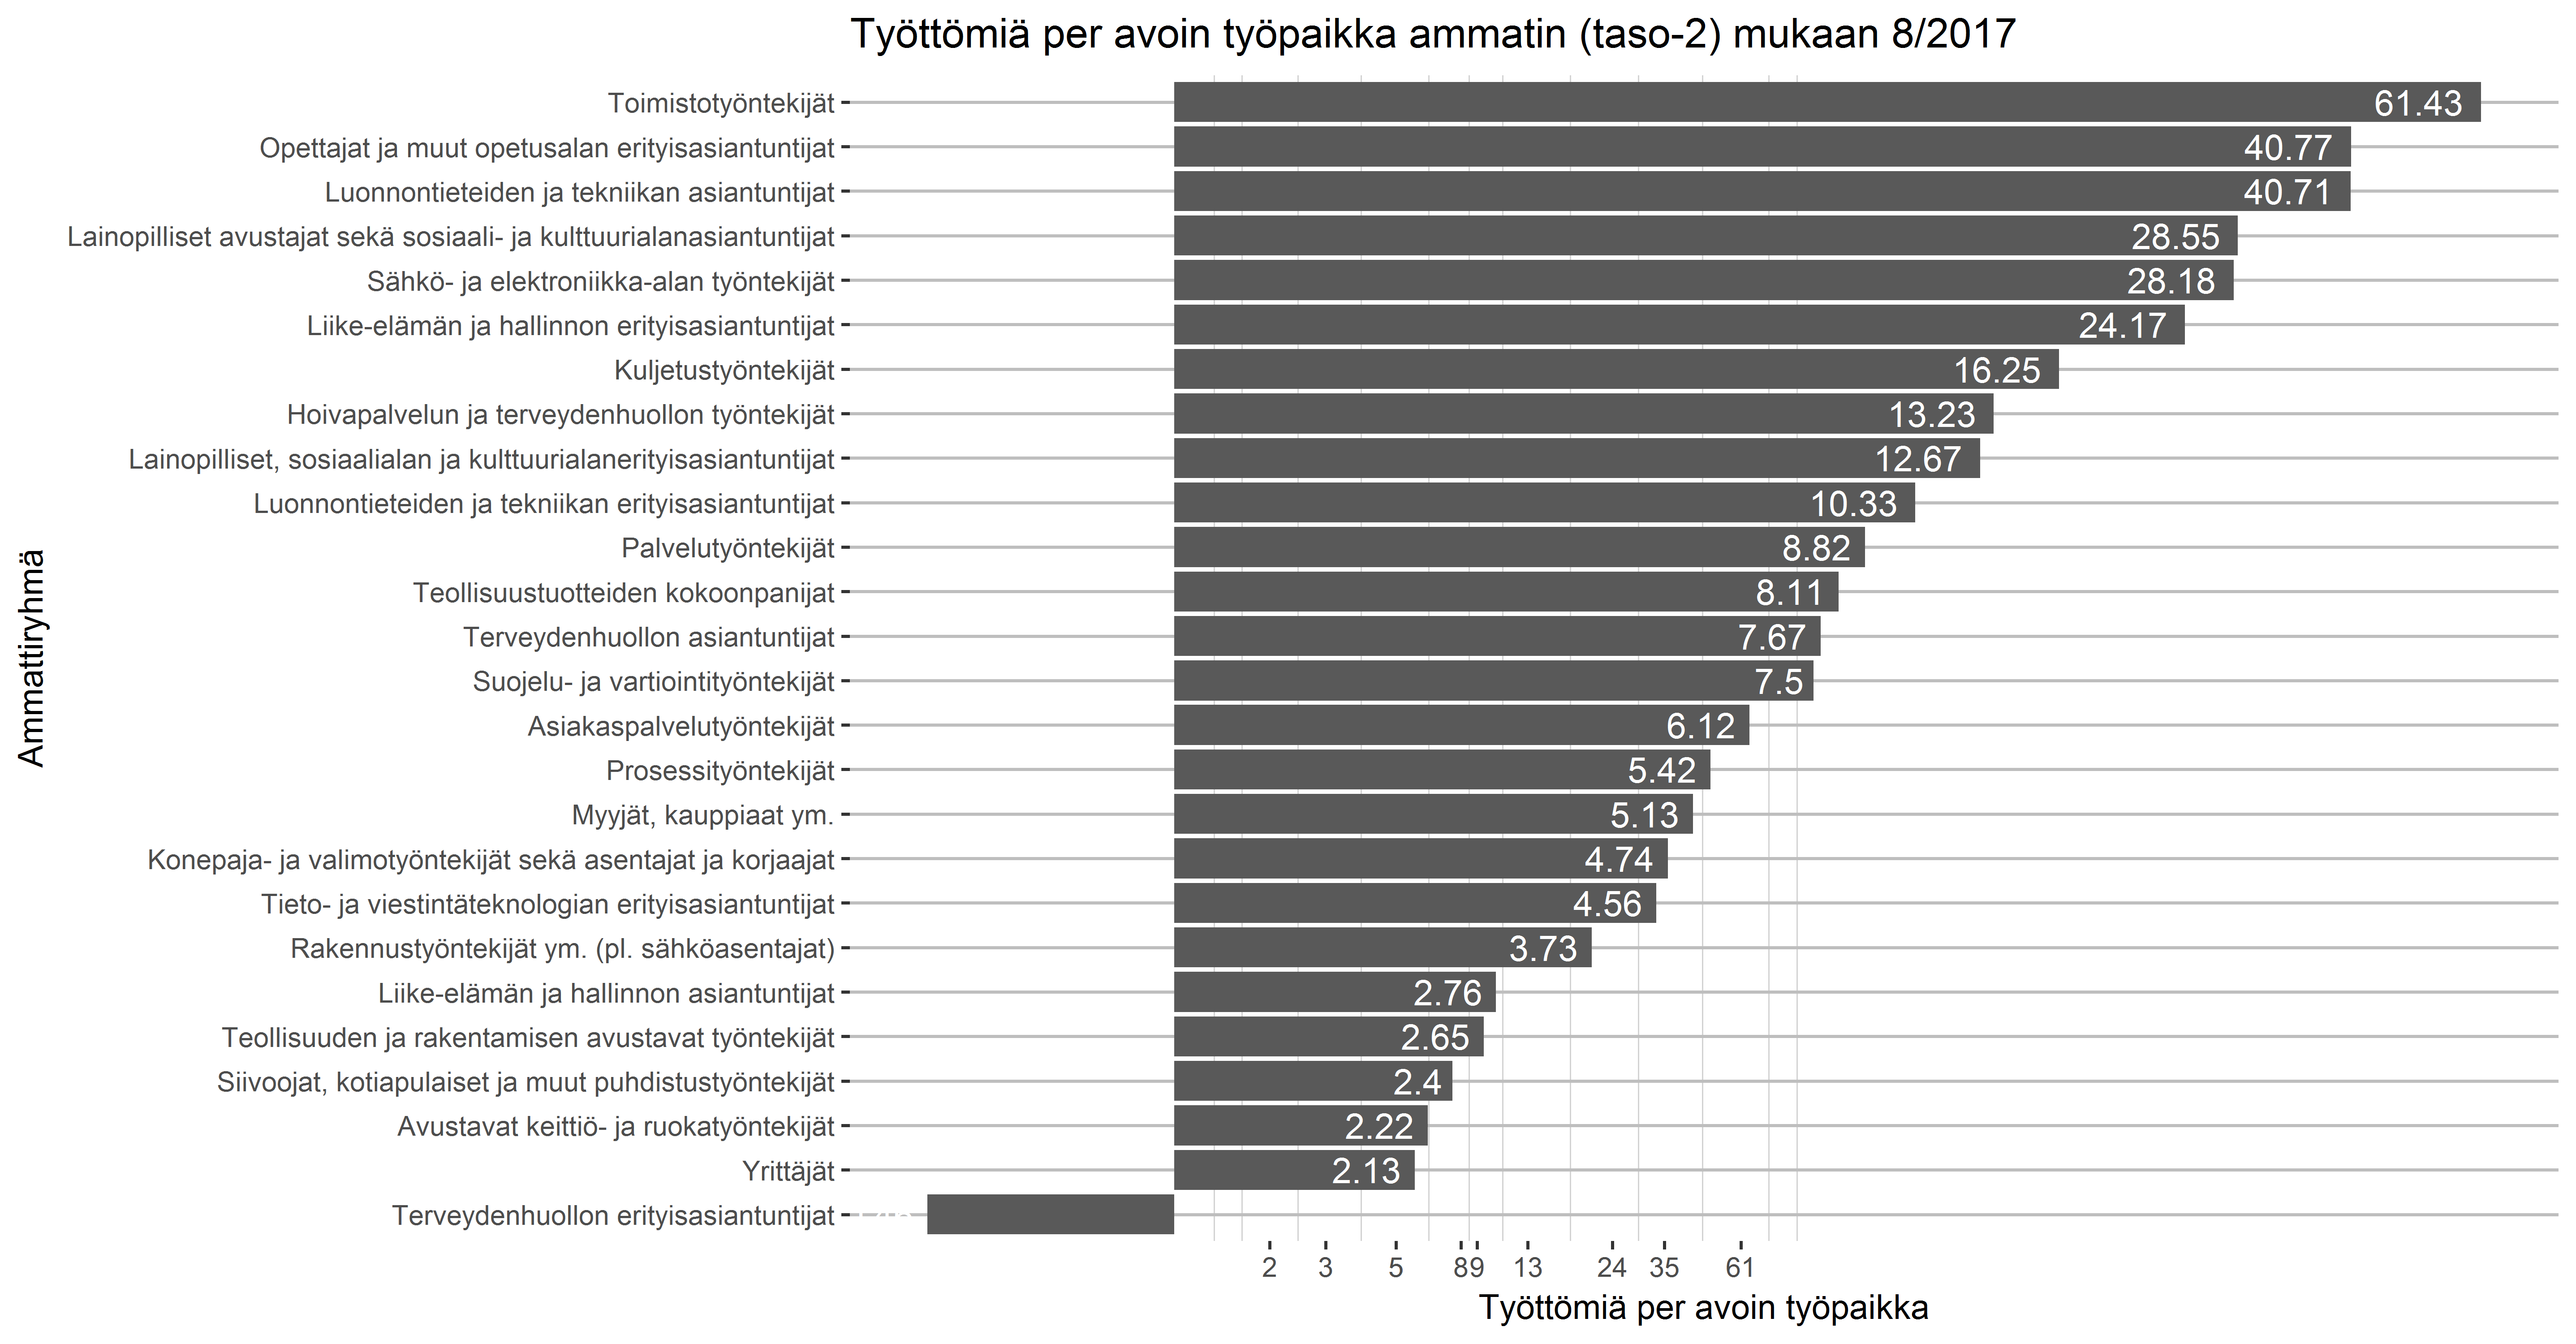 Työttömiä per avoin työpaikka ammatin (taso-2) mukaan 8/2017
Ammattiryhmä
Toimistotyöntekijät 61.43
Opettajat ja muut opetusalan erityisasiantuntijat 40.77
Luonnontieteiden ja tekniikan asiantuntijat 40.71
Lainopilliset avustajat sekä sosiaali- ja kulttuurialanasiantuntijat 28.55
Sähkö- ja elektroniikka-alan työntekijät 28.18
Liike-elämän ja hallinnon erityisasiantuntijat 24.17
Kuljetustyöntekijät 16.25
Hoivapalvelun ja terveydenhuollon työntekijät 13.23
Lainopilliset, sosiaalialan ja kulttuurialanerityisasiantuntijat 12.67
Luonnontieteiden ja tekniikan erityisasiantuntijat 10.33
Palvelutyöntekijät 8.82
Teollisuustuotteiden kokoonpanijat 8.11
Terveydenhuollon asiantuntijat 7.67
Suojelu- ja vartiointityöntekijät 7.5
Asiakaspalvelutyöntekijät 6.12
Prosessityöntekijät 5.42
Myyjät, kauppiaat ym. 5.13
Konepaja- ja valimotyöntekijät sekä asentajat ja korjaajat 4.74
Tieto- ja viestintäteknologian erityisasiantuntijat 4.56
Rakennustyöntekijät ym. (pl. sähköasentajat) 3.73
Liike-elämän ja hallinnon asiantuntijat 2.76
Teollisuuden ja rakentamisen avustavat työntekijät 2.65
Siivoojat, kotiapulaiset ja muut puhdistustyöntekijät 2.4
Avustavat keittiö- ja ruokatyöntekijät 2.22
Yrittäjät 2.13
Terveydenhuollon erityisasiantuntijat
2 3 5 8 9 13 24 35 61
Työttömiä per avoin työpaikka